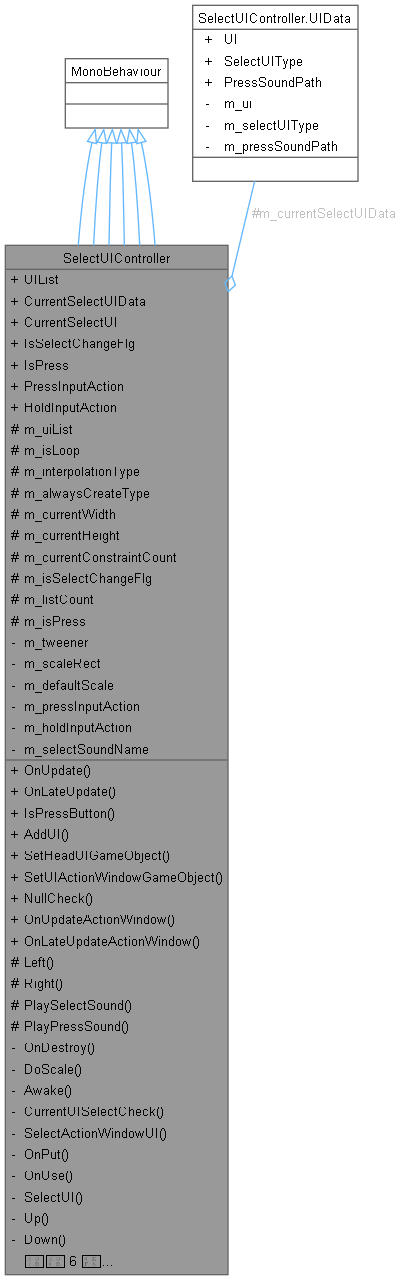 SelectUIController.UIData
+ UI
+ SelectUIType
+ PressSoundPath
- m_ui
- m_selectUIType
- m_pressSoundPath
MonoBehaviour
#m_currentSelectUIData
SelectUIController
+ UIList
+ CurrentSelectUIData
+ CurrentSelectUI
+ IsSelectChangeFlg
+ IsPress
+ PressInputAction
+ HoldInputAction
# m_uiList
# m_isLoop
# m_interpolationType
# m_alwaysCreateType
# m_currentWidth
# m_currentHeight
# m_currentConstraintCount
# m_isSelectChangeFlg
# m_listCount
# m_isPress
- m_tweener
- m_scaleRect
- m_defaultScale
- m_pressInputAction
- m_holdInputAction
- m_selectSoundName
+ OnUpdate()
+ OnLateUpdate()
+ IsPressButton()
+ AddUI()
+ SetHeadUIGameObject()
+ SetUIActionWindowGameObject()
+ NullCheck()
+ OnUpdateActionWindow()
+ OnLateUpdateActionWindow()
# Left()
# Right()
# PlaySelectSound()
# PlayPressSound()
- OnDestroy()
- DoScale()
- Awake()
- CurrentUISelectCheck()
- SelectActionWindowUI()
- OnPut()
- OnUse()
- SelectUI()
- Up()
- Down()
6 ...